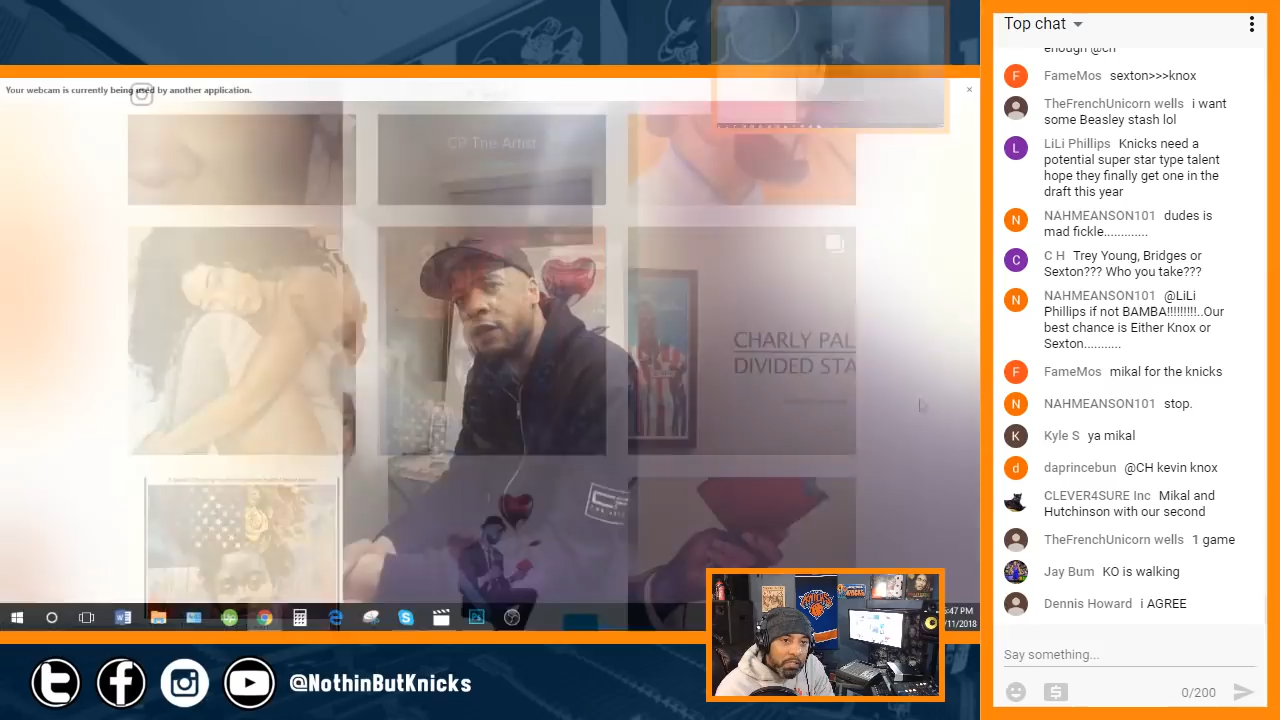 Your webcam is currently being used by another application.
CP The Artist
CHARLY PAL
DIVIDED STA
5:47 PM
/11/2018
KNICKS
@NothinButKnicks
Top chat
enough @ch
FameMos sexton>>>knox
TheFrenchUnicorn wells i want
some Beasley stash lol
LiLi Phillips Knicks need a
potential super star type talent
hope they finally get one in the
draft this year
NAHMEANSON101 dudes is
mad fickle.............
C H Trey Young, Bridges or
Sexton??? Who you take???
NAHMEANSON101 @LiLi
Phillips if not BAMBA!!!!!!!!!..Our
best chance is Either Knox or
Sexton...........
FameMos mikal for the knicks
NAHMEANSON101 stop.
Kyle S ya mikal
daprincebun @CH kevin knox
CLEVER4SURE Inc Mikal and
Hutchinson with our second
TheFrenchUnicorn wells 1 game
Jay Bum KO is walking
Dennis Howard i AGREE
Say something...
0/200